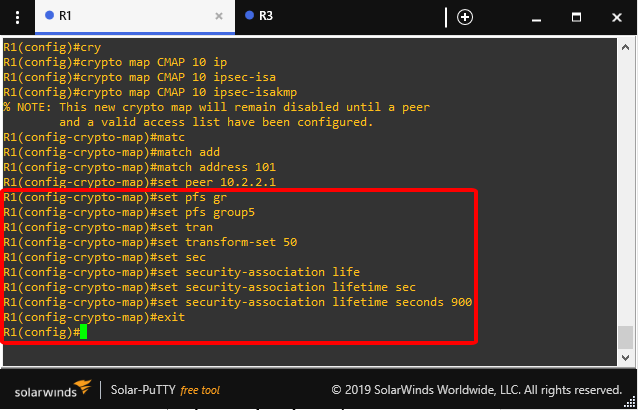 R1
R3
R1(config)#cry
R1(config)#crypto map CMAP 10 ip
R1(config)#crypto map CMAP 10 ipsec-isa
R1(config)#crypto map CMAP 10 ipsec-isakmp
% NOTE: This new crypto map will remain disabled until a peer
and a valid access list have been configured.
R1(config-crypto-map)#matc
R1(config-crypto-map)#match add
R1(config-crypto-map)#match address 101
R1(config-crypto-map)#set peer 10.2.2.1
R1(config-crypto-map)#set pfs gr
R1(config-crypto-map)#set pfs group5
R1(config-crypto-map)#set tran
R1(config-crypto-map)#set transform-set 50
R1(config-crypto-map)#set sec
R1(config-crypto-map)#set security-association life
R1(config-crypto-map)#set security-association lifetime sec
R1(config-crypto-map)#set security-association lifetime seconds 900
R1(config-crypto-map)#exit
R1(config)#
solarwinds | Solar-PuTTY free tool © 2019 SolarWinds Worldwide, LLC. All rights reserved.